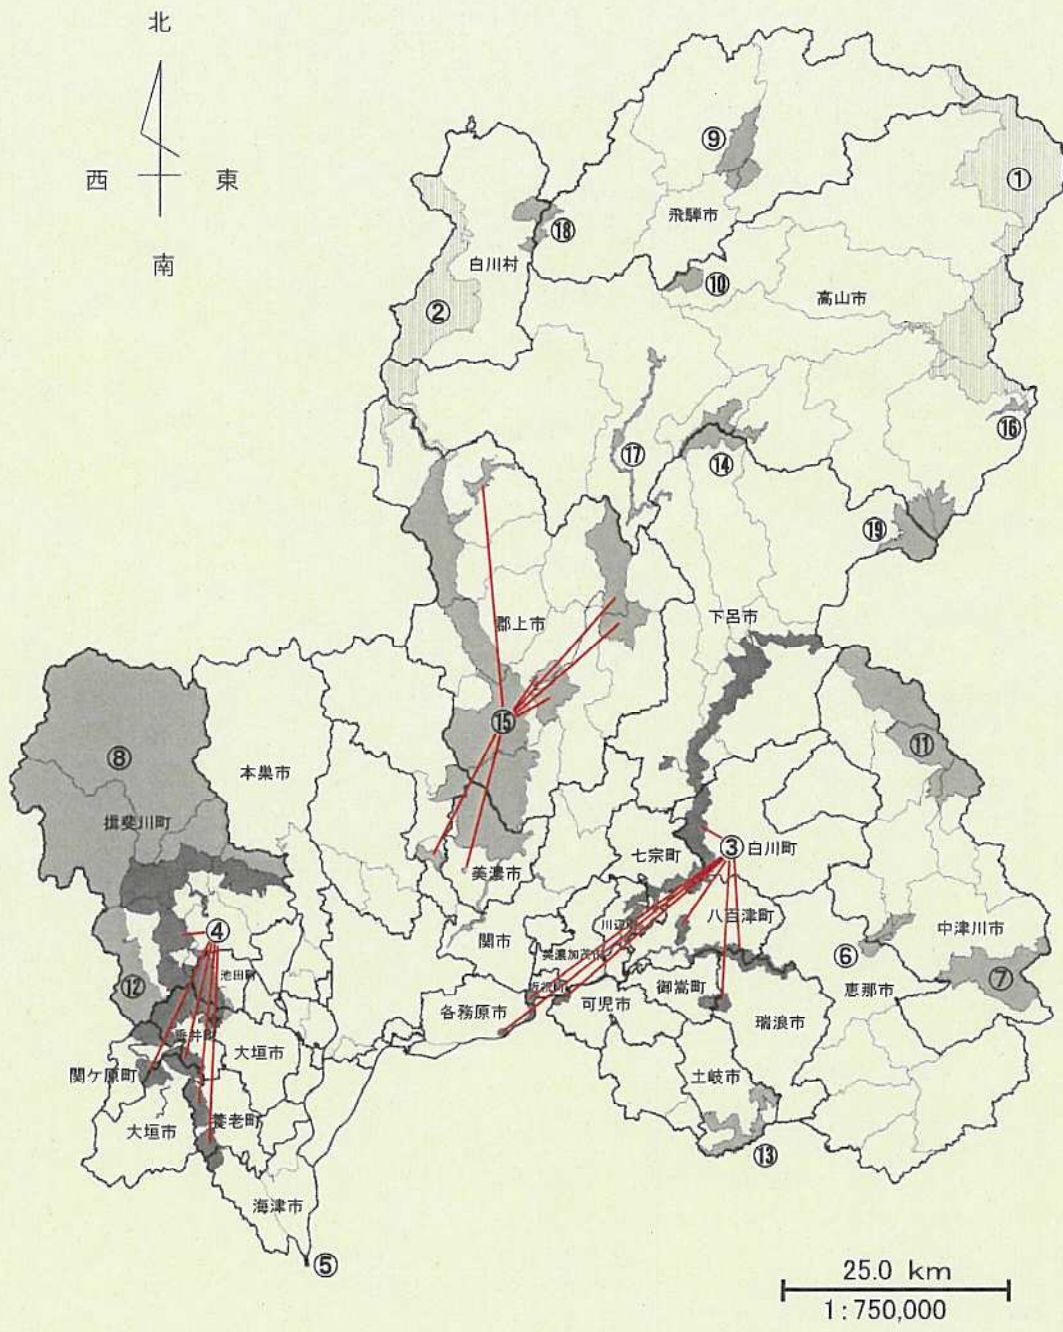 北
西
東
南
①
⑨
飛騨市
⑱
白川村
⑩
高山市
②
⑯
⑰
⑭
⑲
郡上市
下呂市
⑮
⑪
⑧
本巣市
揖斐川町
七宗町
③
白川町
美濃市
川辺町
八百津町
中津川市
④
関市
美濃加茂市
⑥
池田町
⑦
⑫
坂祝町
御嵩町
恵那市
各務原市
可児市
瑞浪市
垂井町
大垣市
関ケ原町
土岐市
養老町
大垣市
⑬
海津市
⑤
25.0 km
1:750,000